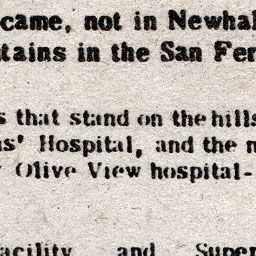 came, not in Newhal
tains in the San Fer
s that stand on the hills
s' Hospital, and the n
Olive View hospital-
acility and Super